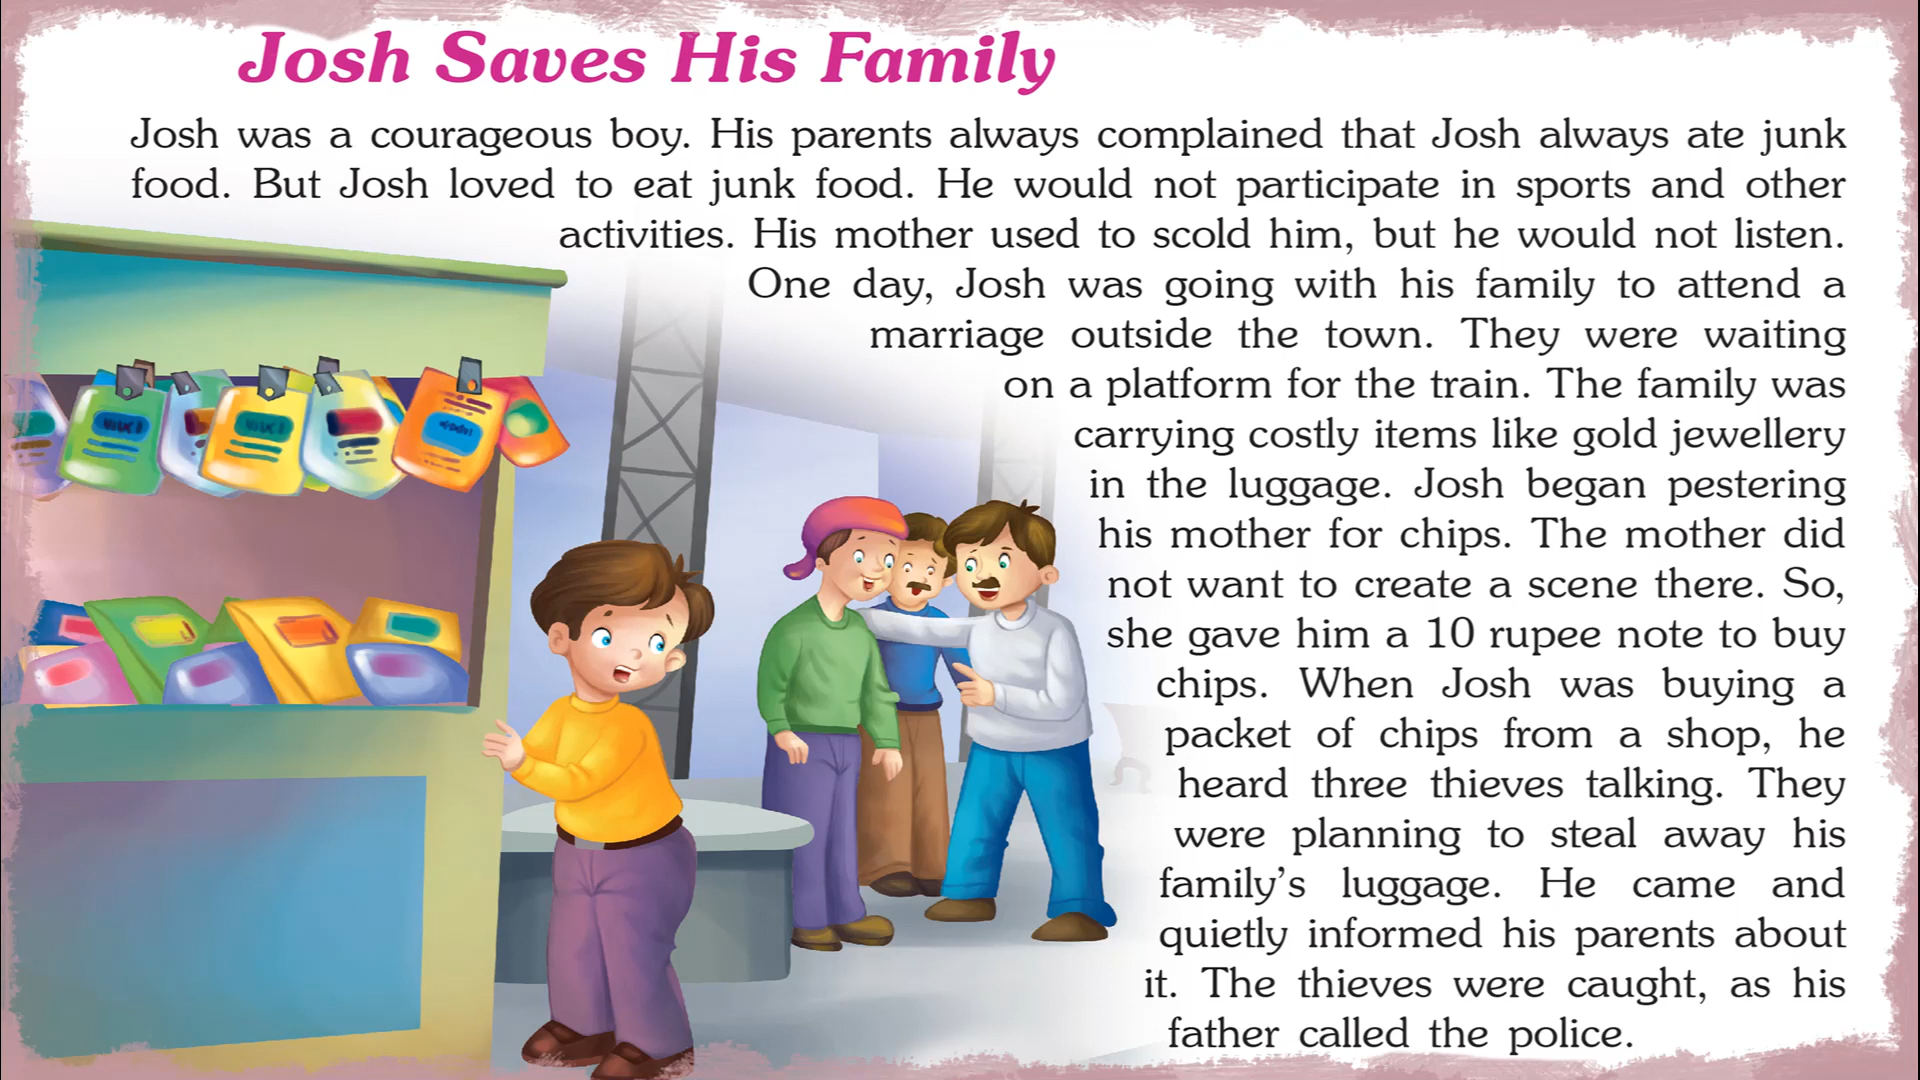 Josh Saves His Family
Josh was a courageous boy. His parents always complained that Josh always ate junk
food. But Josh loved to eat junk food. He would not participate in sports and other
activities. His mother used to scold him, but he would not listen.
One day, Josh was going with his family to attend a
marriage outside the town. They were waiting
on a platform for the train. The family was
carrying costly items like gold jewellery
in the luggage. Josh began pestering
his mother for chips. The mother did
not want to create a scene there. So,
she gave him a 10 rupee note to buy
chips. When Josh was buying a
packet of chips from a shop, he
heard three thieves talking. They
were planning to steal away his
family's luggage. He came and
quietly informed his parents about
it. The thieves were caught, as his
father called the police.